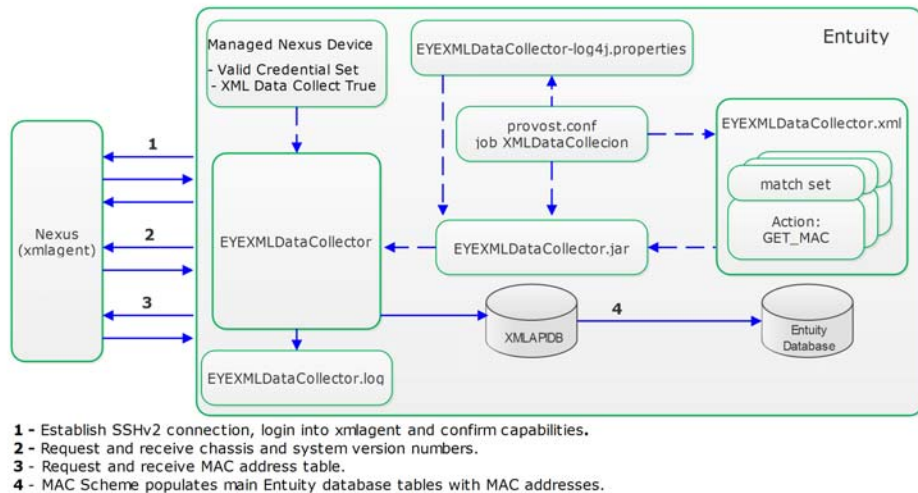 Managed Nexus Device
- Valid Credential Set
- XML Data Collect True
EYEXMLDataCollector-log4j.properties
Entuity
provost.conf
job XMLDataCollecion
EYEXMLDataCollector.xml
match set
Action:
GET_MAC
Nexus
(xmlagent)
1
2
3
EYEXMLDataCollector
EYEXMLDataCollector.jar
XMLAPIDB
4
Entuity
Database
EYEXMLDataCollector.log
1 - Establish SSHv2 connection, login into xmlagent and confirm capabilities.
2 - Request and receive chassis and system version numbers.
3 - Request and receive MAC address table.
4 - MAC Scheme populates main Entuity database tables with MAC addresses.